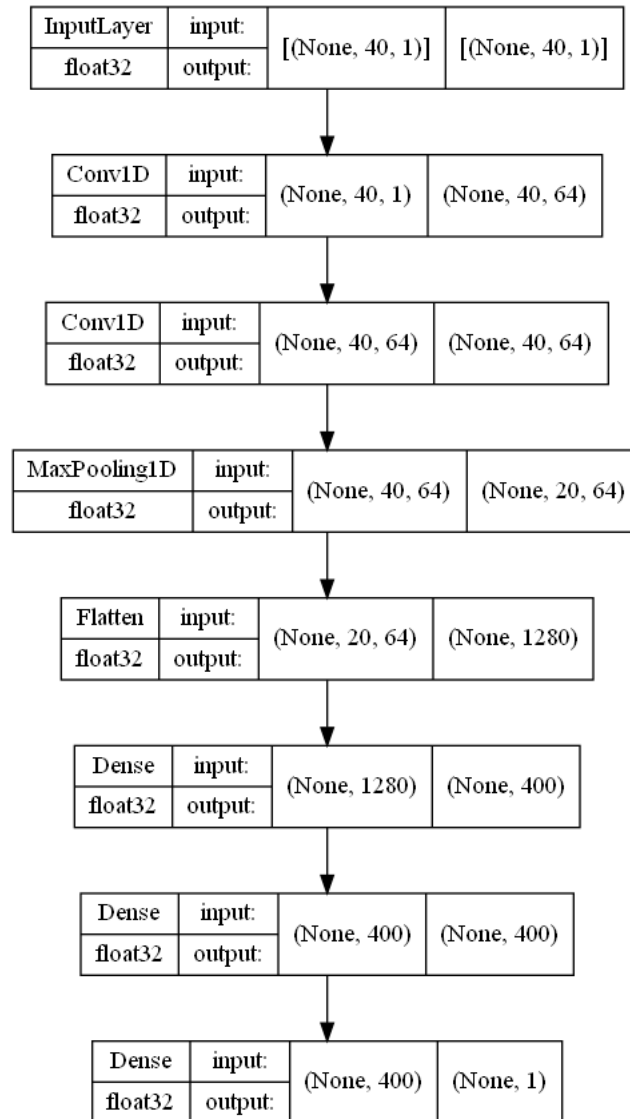 InputLayer input: [(None, 40, 1)] [(None, 40, 1)]
float32 output:
Conv1D input: (None, 40, 1) (None, 40, 64)
float32 output:
Conv1D input: (None, 40, 64) (None, 40, 64)
float32 output:
MaxPooling1D input: (None, 40, 64) (None, 20, 64)
float32 output:
Flatten input: (None, 20, 64) (None, 1280)
float32 output:
Dense input: (None, 1280) (None, 400)
float32 output:
Dense input: (None, 400) (None, 400)
float32 output:
Dense input: (None, 400) (None, 1)
float32 output: